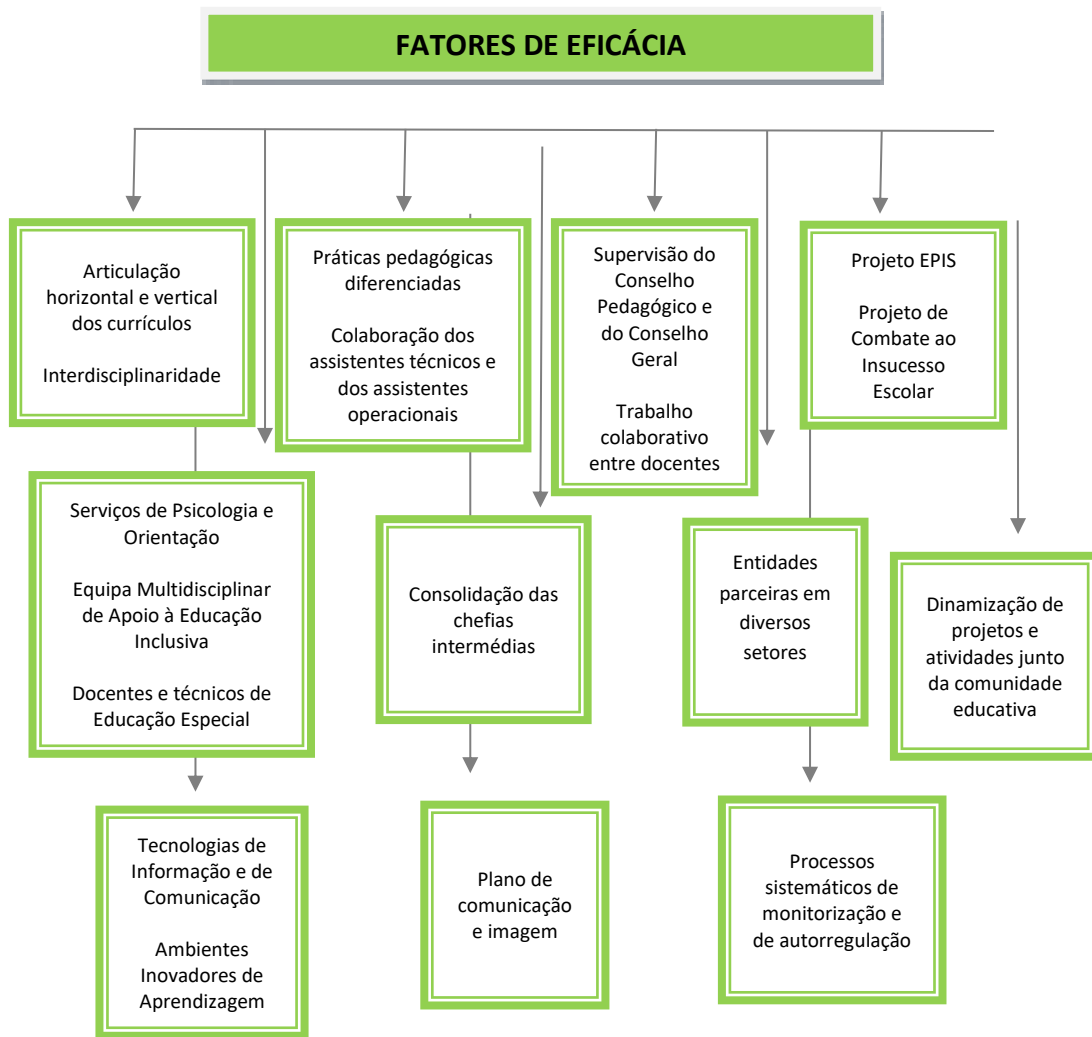 FATORES DE EFICÁCIA
Articulação
horizontal e vertical
dos currículos
Interdisciplinaridade
Práticas pedagógicas
diferenciadas
Colaboração dos
assistentes técnicos e
dos assistentes
operacionais
Supervisão do
Conselho
Pedagógico e
do Conselho
Geral
Trabalho
colaborativo
entre docentes
Projeto EPIS
Projeto de
Combate ao
Insucesso
Escolar
Serviços de Psicologia e
Orientação
Equipa Multidisciplinar
de Apoio à Educação
Inclusiva
Docentes e técnicos de
Educação Especial
Consolidação das
chefias
intermédias
Entidades
parceiras em
diversos
setores
Dinamização de
projetos e
atividades junto
da comunidade
educativa
Tecnologias de
Informação e de
Comunicação
Ambientes
Inovadores de
Aprendizagem
Plano de
comunicação
e imagem
Processos
sistemáticos de
monitorização e
de autorregulação